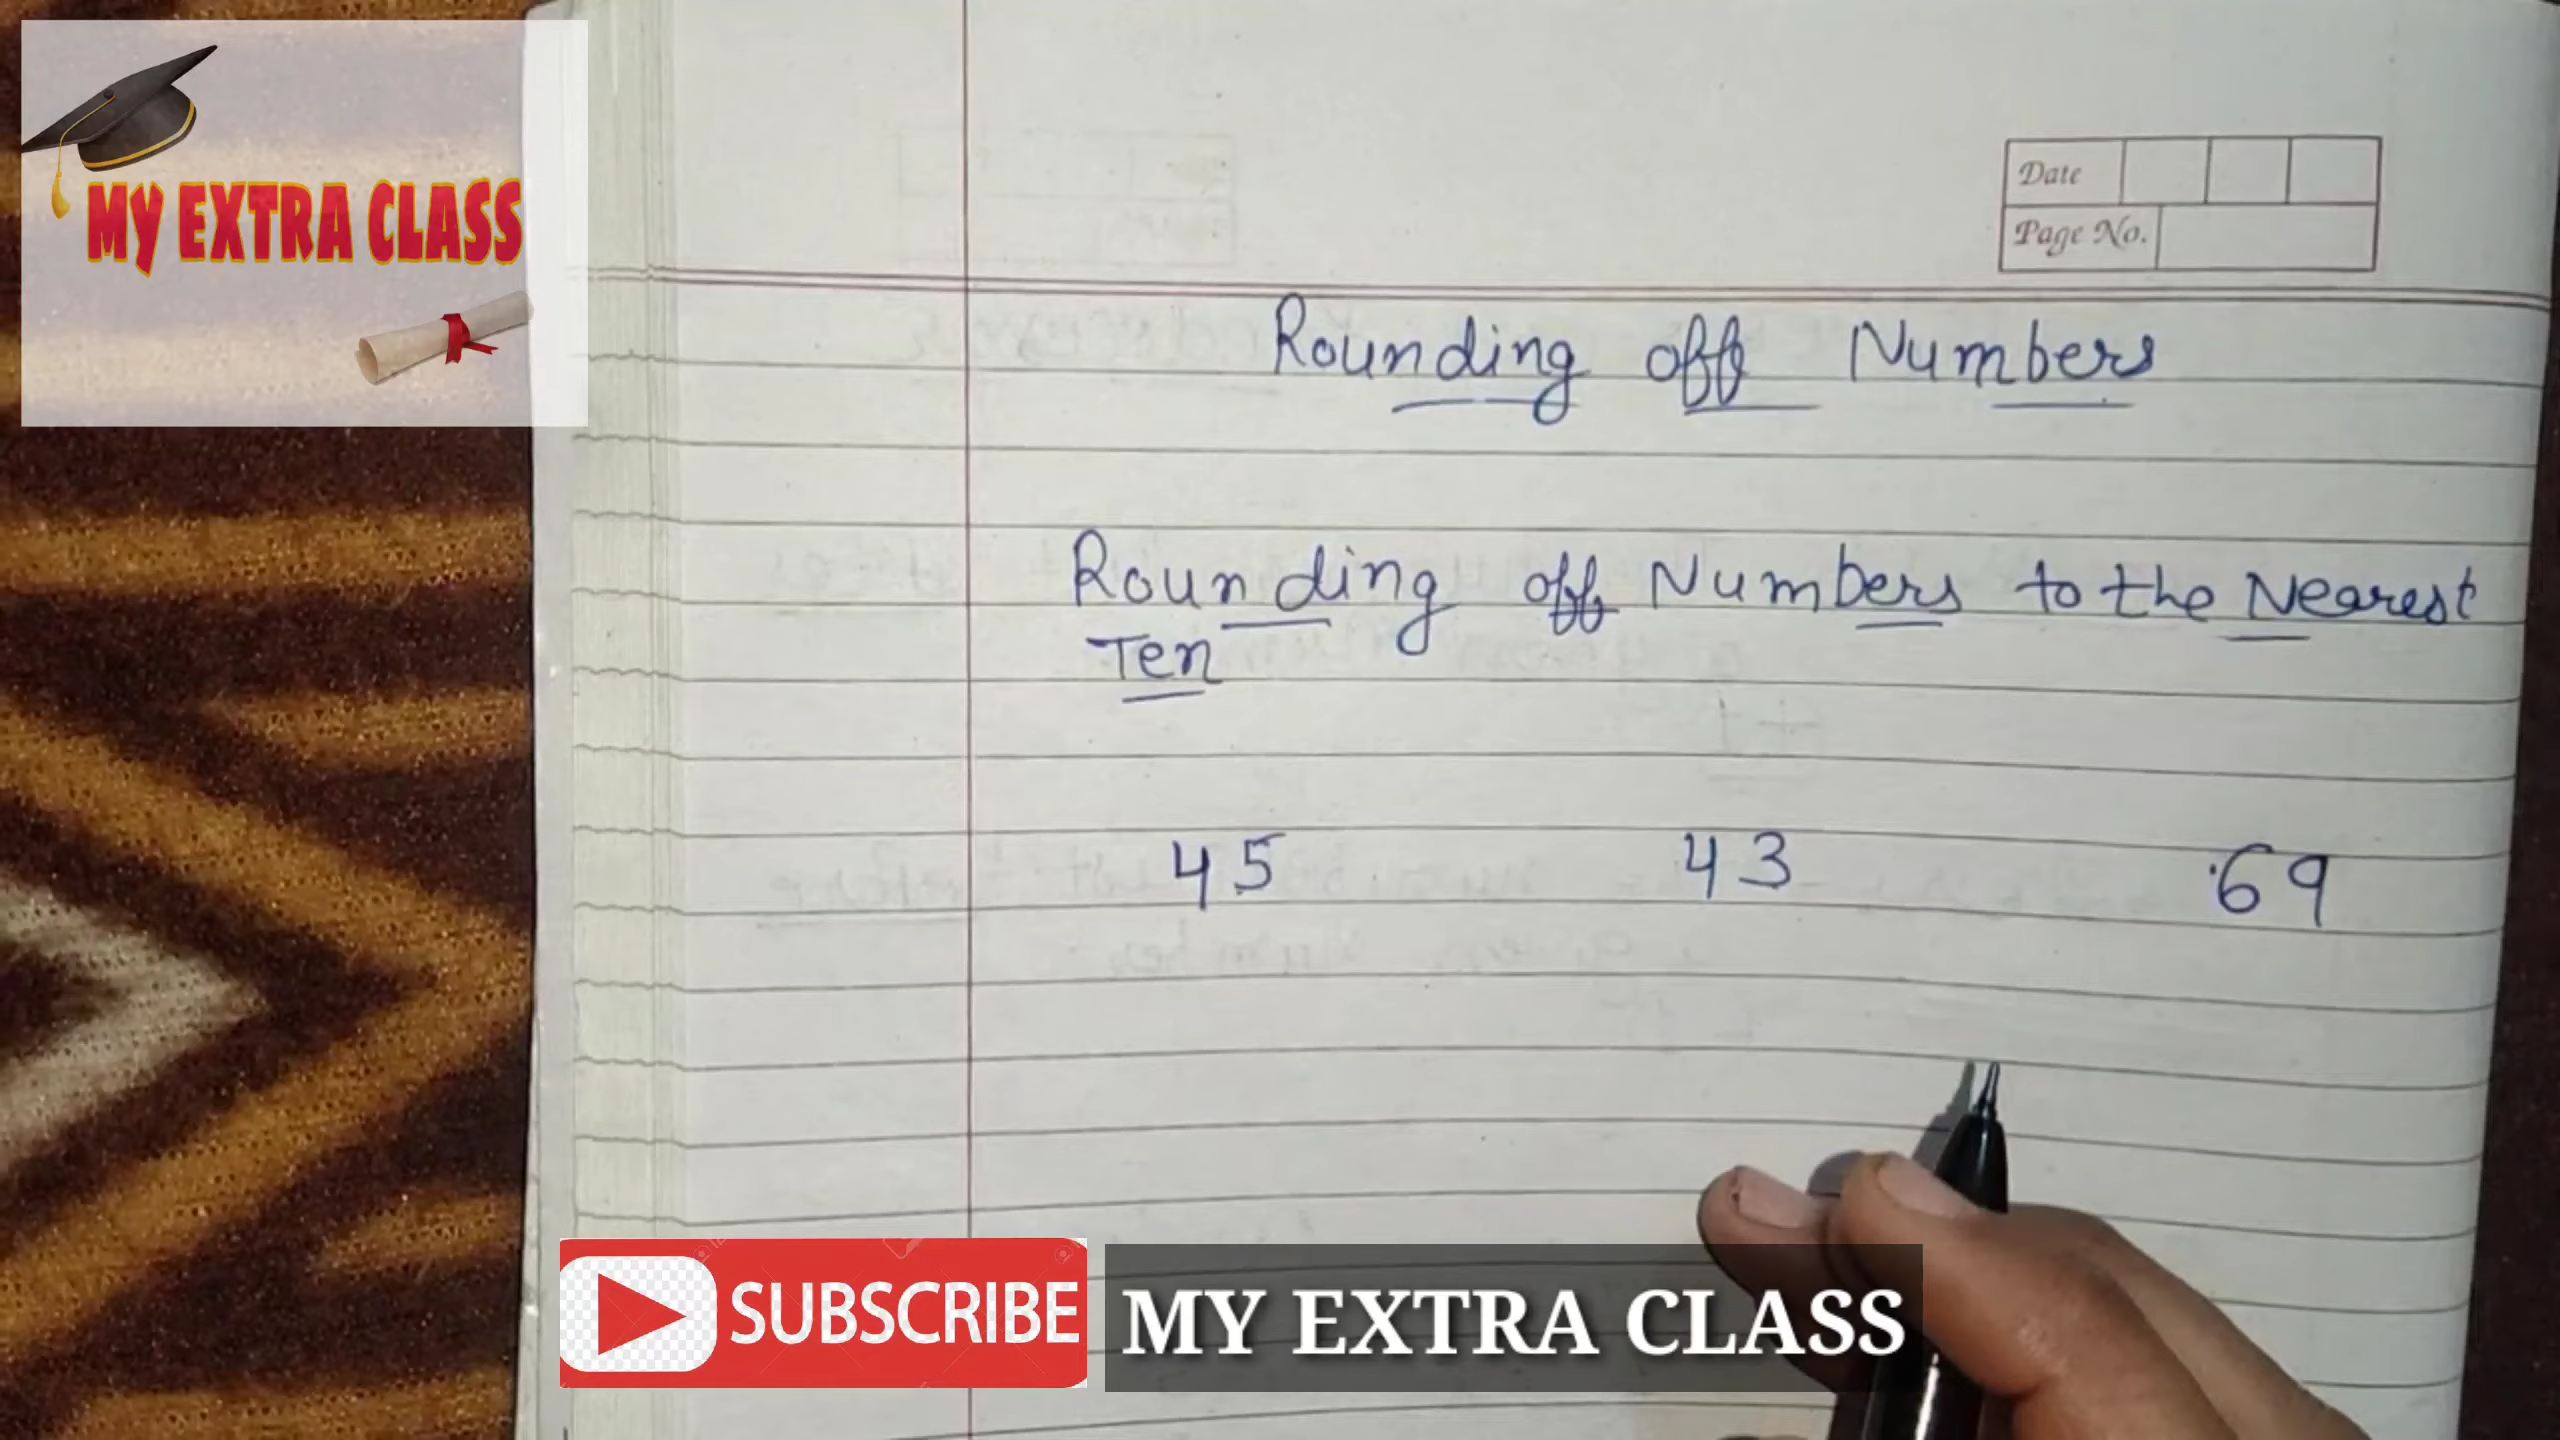 MY EXTRA CLASS
Date
Page No.
Rounding off Numbers
Rounding off Numbers to the Nearest
Ten
45 43 69
SUBSCRIBE
MY EXTRA CLASS